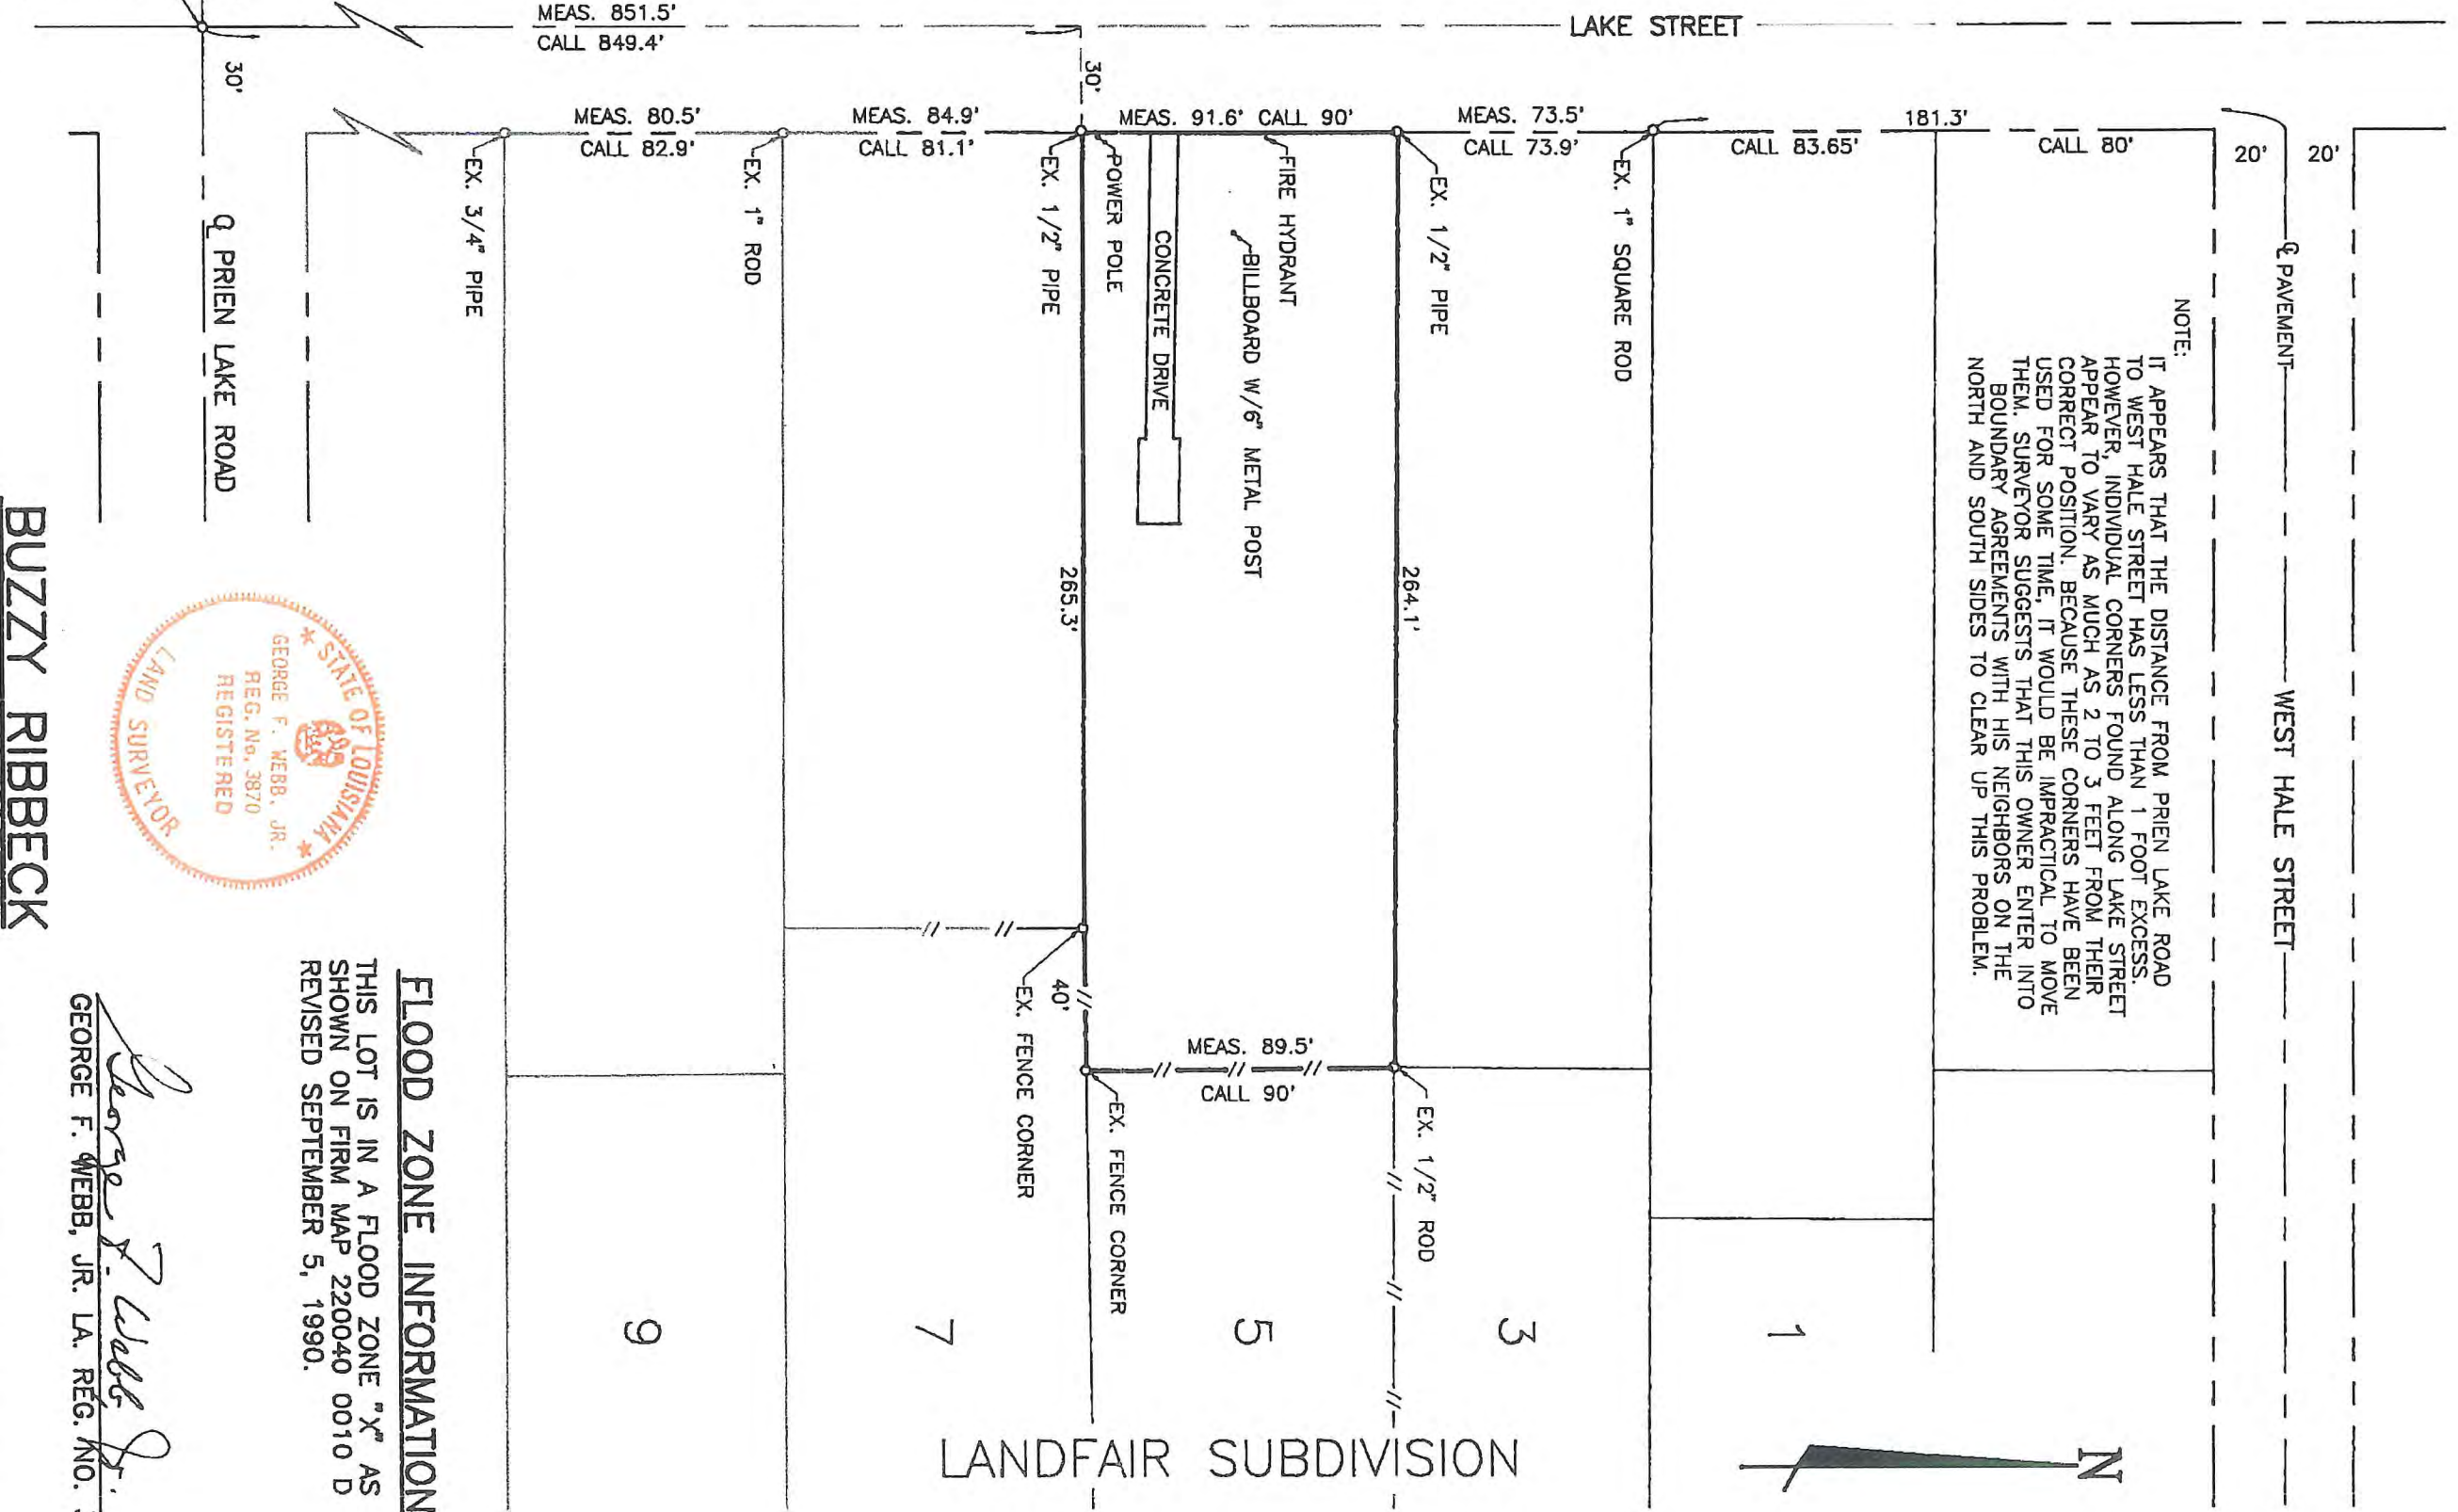 MEAS. 851.5'
CALL 849.4'
LAKE STREET
30'
30'
MEAS. 80.5'
CALL 82.9'
MEAS. 84.9'
CALL 81.1'
MEAS. 91.6' CALL 90'
MEAS. 73.5'
CALL 73.9'
181.3'
CALL 83.65'
CALL 80'
20'
20'
℄ PAVEMENT
WEST HALE STREET
NOTE:
IT APPEARS THAT THE DISTANCE FROM PRIEN LAKE ROAD
TO WEST HALE STREET HAS LESS THAN 1 FOOT EXCESS.
HOWEVER, INDIVIDUAL CORNERS FOUND ALONG LAKE STREET
APPEAR TO VARY AS MUCH AS 2 TO 3 FEET FROM THEIR
CORRECT POSITION. BECAUSE THESE CORNERS HAVE BEEN
USED FOR SOME TIME, IT WOULD BE IMPRACTICAL TO MOVE
THEM. SURVEYOR SUGGESTS THAT THIS OWNER ENTER INTO
BOUNDARY AGREEMENTS WITH HIS NEIGHBORS ON THE
NORTH AND SOUTH SIDES TO CLEAR UP THIS PROBLEM.
EX. 1" SQUARE ROD
EX. 1/2" PIPE
FIRE HYDRANT
BILLBOARD W/6" METAL POST
CONCRETE DRIVE
POWER POLE
EX. 1/2" PIPE
EX. 1" ROD
EX. 3/4" PIPE
℄ PRIEN LAKE ROAD
264.1'
265.3'
40'
EX. FENCE CORNER
MEAS. 89.5'
CALL 90'
EX. FENCE CORNER
EX. 1/2" ROD
1
3
5
7
9
LANDFAIR SUBDIVISION
N
FLOOD ZONE INFORMATION
THIS LOT IS IN A FLOOD ZONE "X" AS
SHOWN ON FIRM MAP 220040 0010 D
REVISED SEPTEMBER 5, 1990.
STATE OF LOUISIANA
GEORGE F. WEBB, JR.
REG. No. 3870
REGISTERED
LAND SURVEYOR
George F. Webb Jr.
GEORGE F. WEBB, JR. LA. REG. NO.
BUZZY RIBBECK